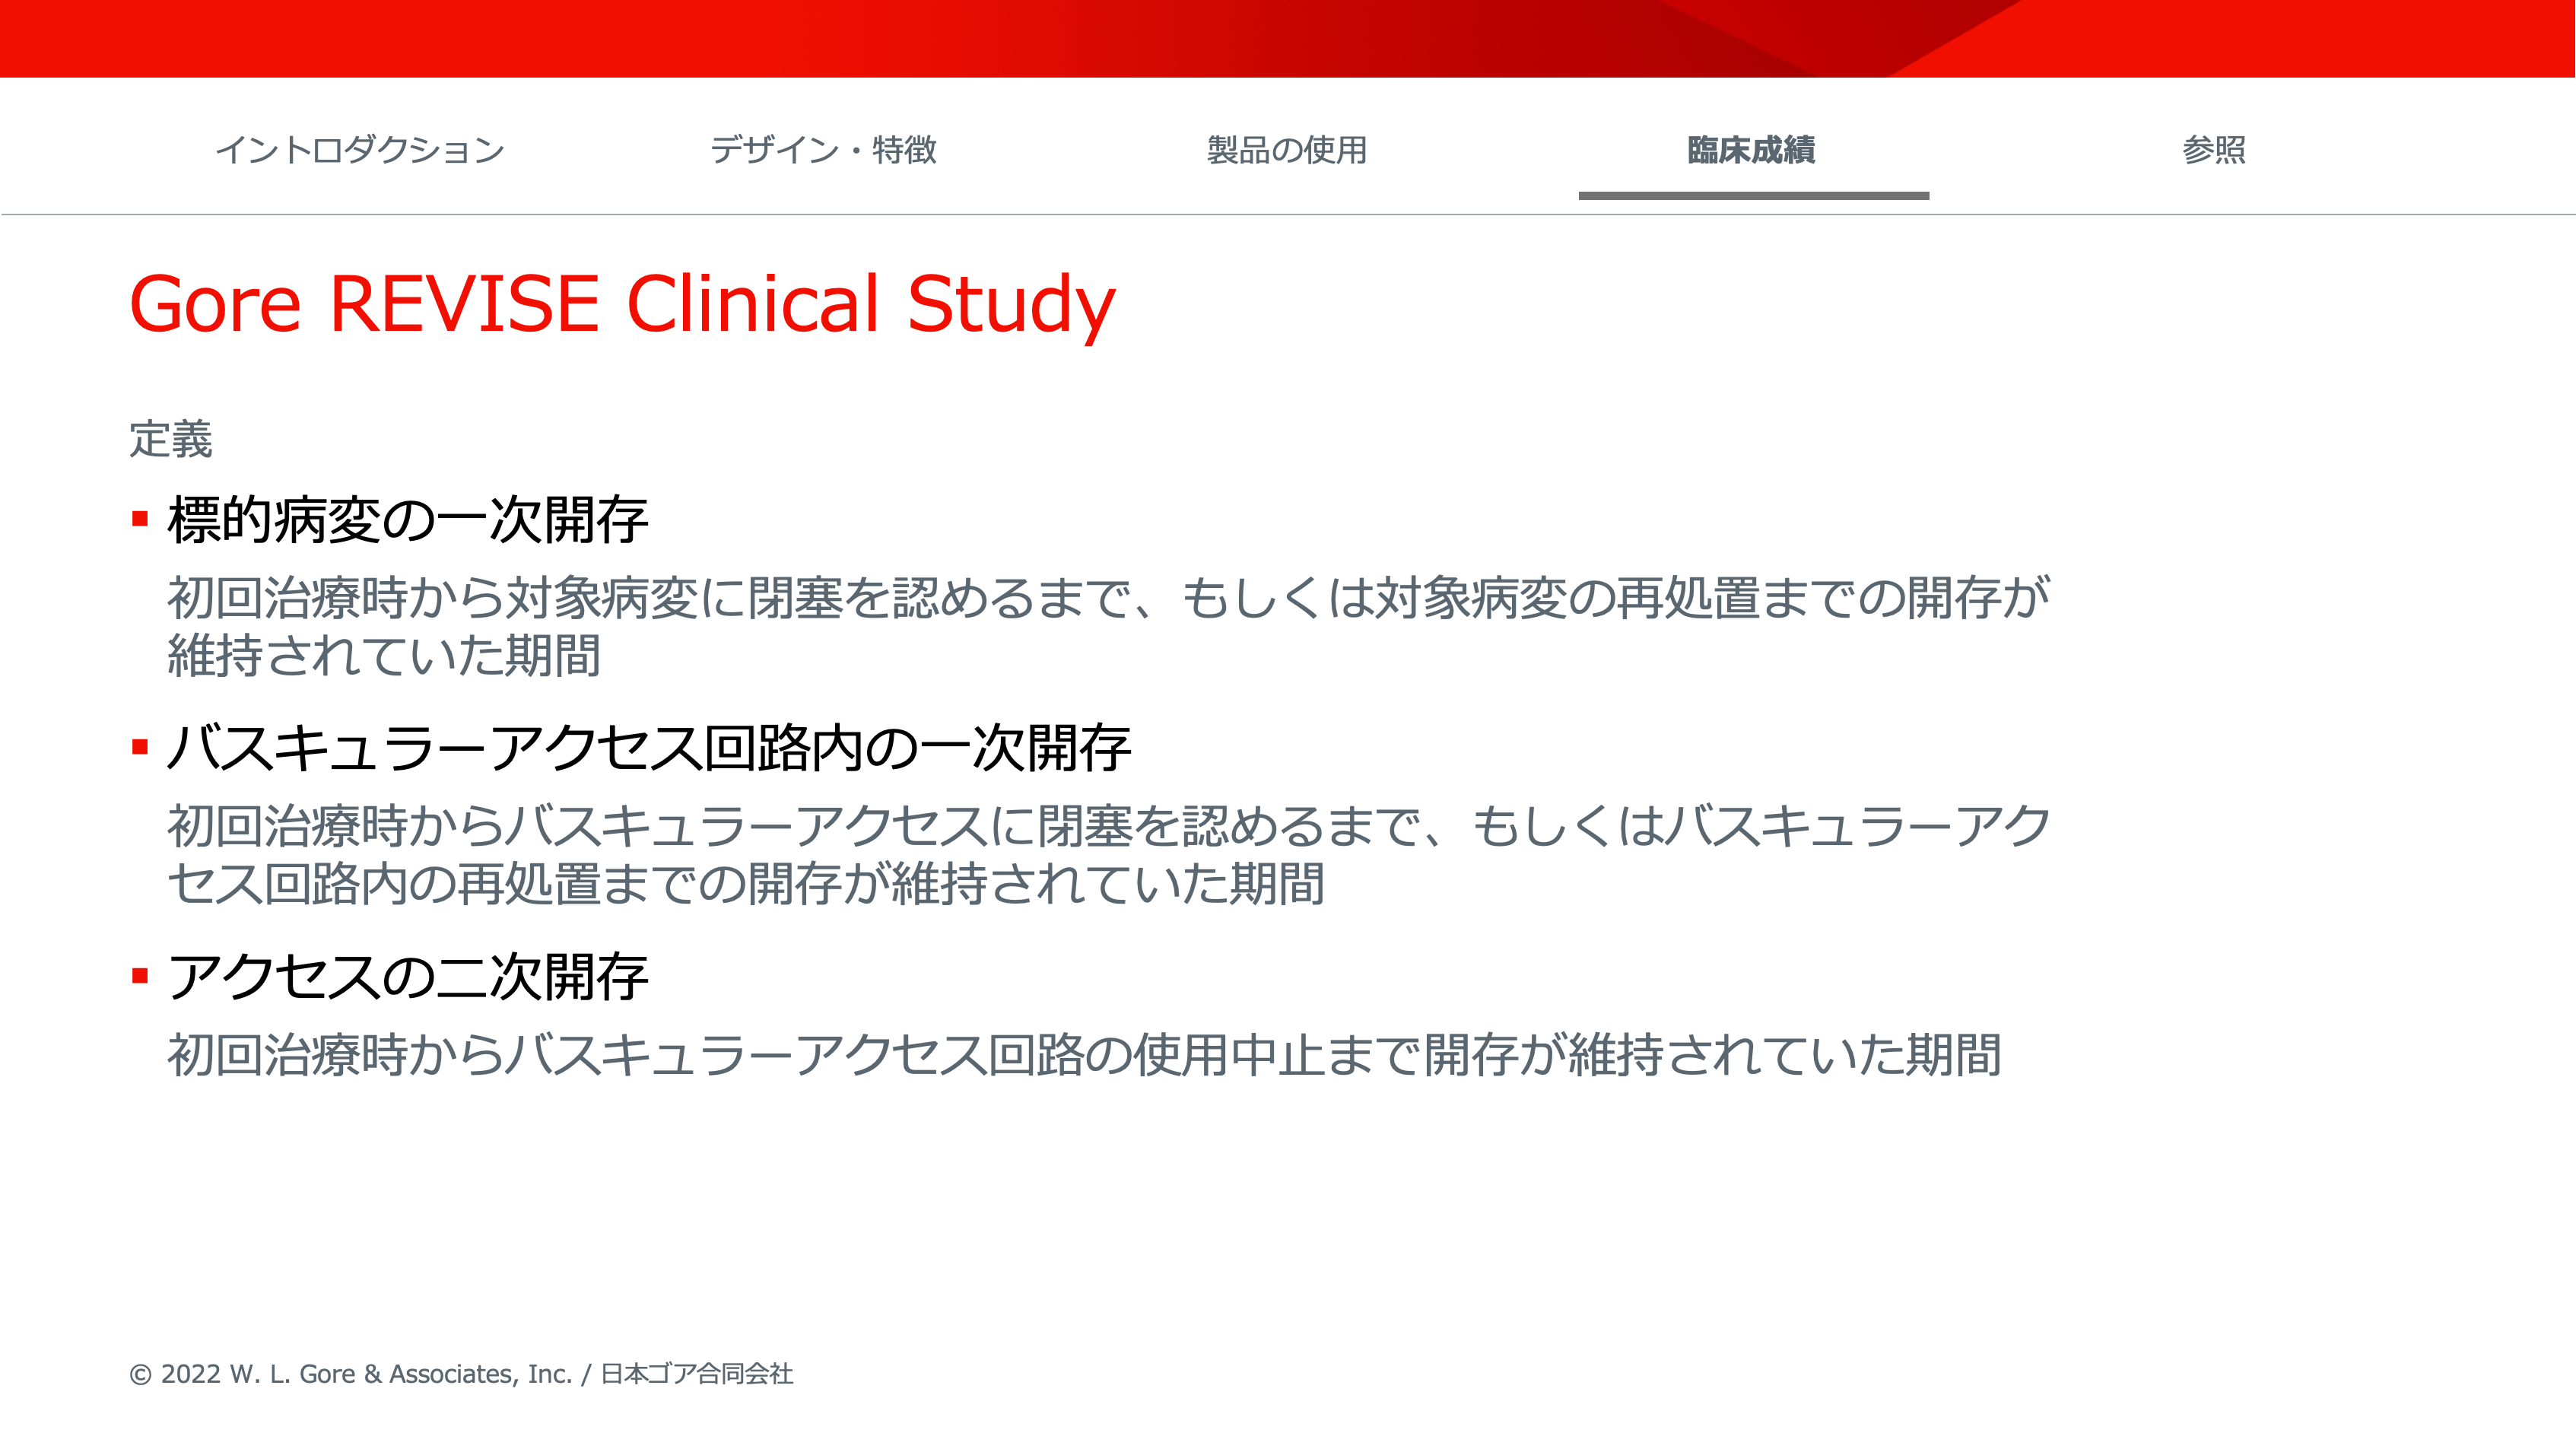 イントロダクション
デザイン・特徴
製品の使用
臨床成績
参照
Gore REVISE Clinical Study
定義
▪ 標的病変の一次開存
初回治療時から対象病変に閉塞を認めるまで、もしくは対象病変の再処置までの開存が
維持されていた期間
▪ バスキュラーアクセス回路内の一次開存
初回治療時からバスキュラーアクセスに閉塞を認めるまで、もしくはバスキュラーアク
セス回路内の再処置までの開存が維持されていた期間
▪ アクセスの二次開存
初回治療時からバスキュラーアクセス回路の使用中止まで開存が維持されていた期間
© 2022 W. L. Gore & Associates, Inc. / 日本ゴア合同会社